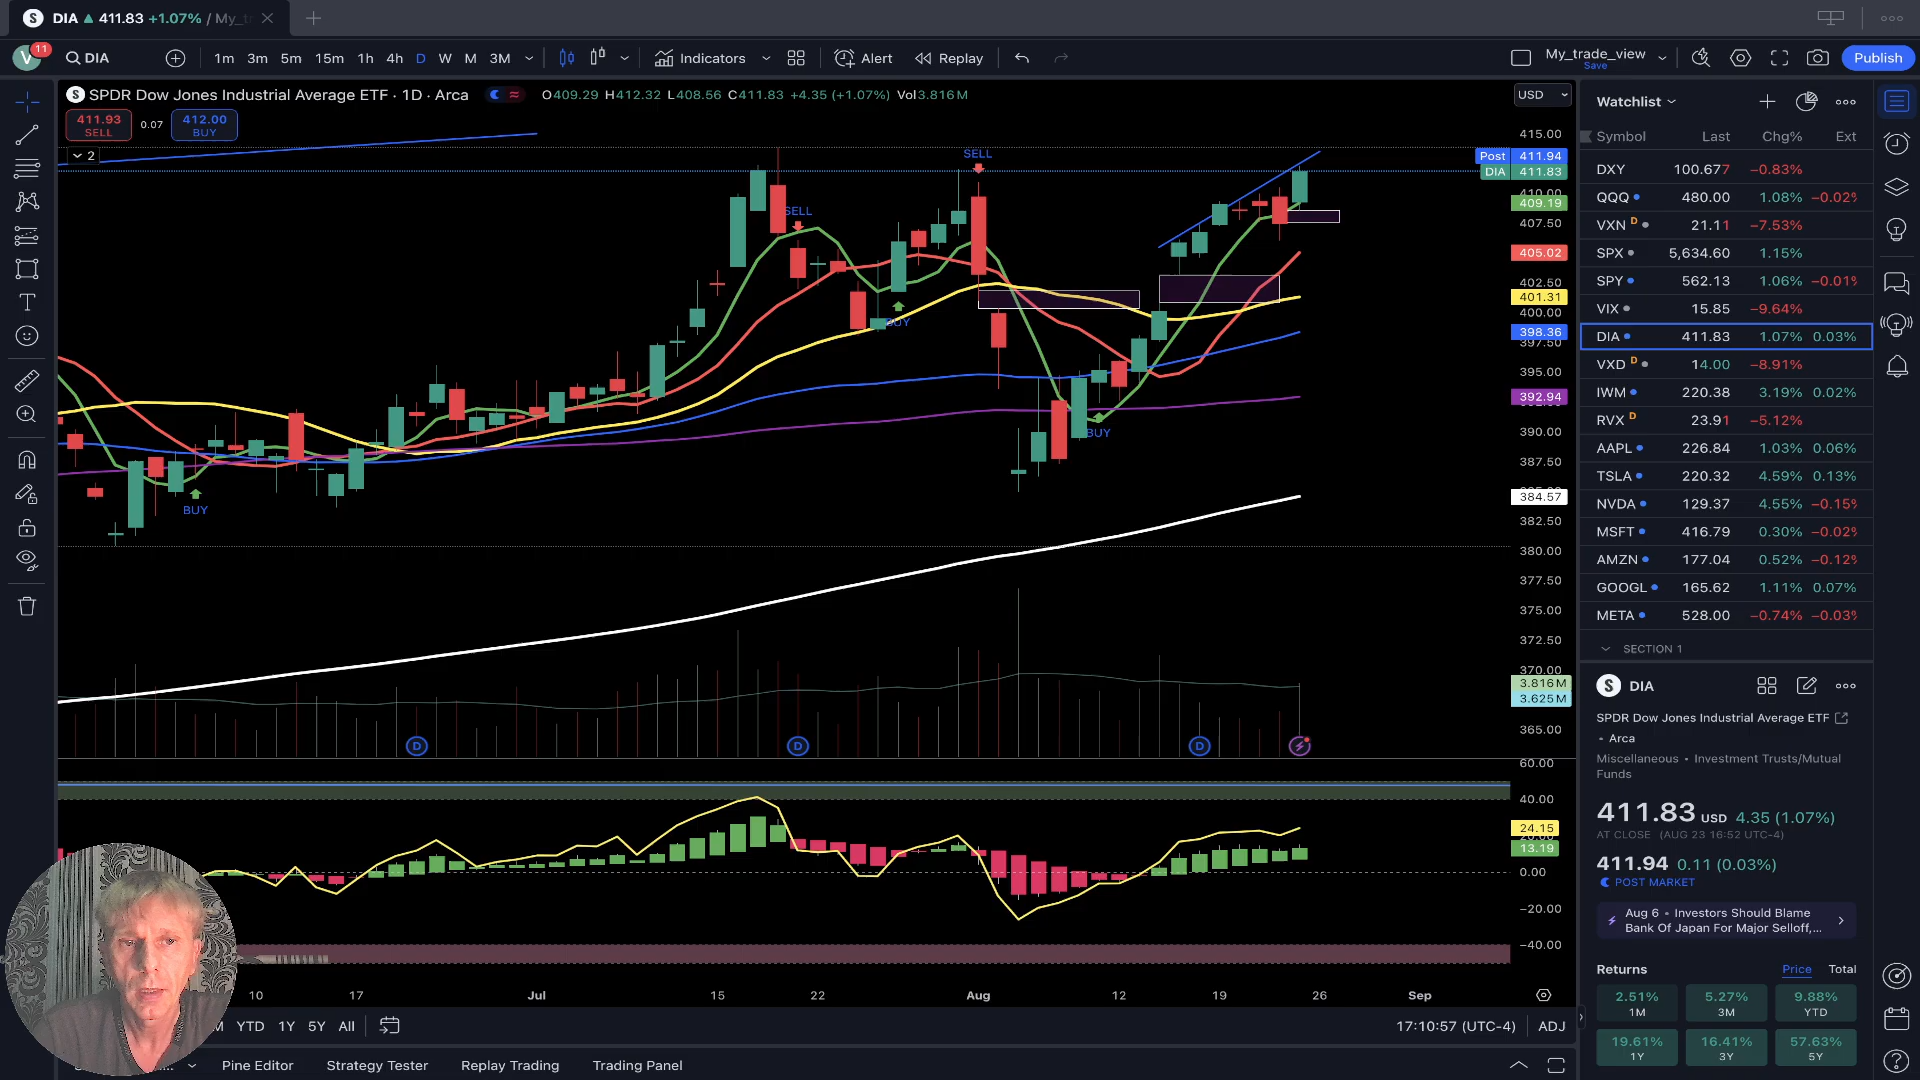 S DIA ▲ 411.83 +1.07% / My_t
V 11 DIA 1m 3m 5m 15m 1h 4h D W M 3M Indicators Alert Replay My_trade_view Save Publish
S SPDR Dow Jones Industrial Average ETF · 1D · Arca O409.29 H412.32 L408.56 C411.83 +4.35 (+1.07%) Vol3.816M
411.93 SELL 0.07 412.00 BUY
2
USD
415.00
Post 411.94
DIA 411.83
410.00
409.19
407.50
405.02
402.50
401.31
400.00
398.36
397.50
395.00
392.94
390.00
387.50
384.57
382.50
380.00
377.50
375.00
372.50
370.00
3.816M
3.625M
365.00
60.00
40.00
24.15
20.00
13.19
0.00
−20.00
−40.00
SELL
SELL
BUY
BUY
BUY
D D D
10 17 Jul 15 22 Aug 12 19 26 Sep
M YTD 1Y 5Y All
17:10:57 (UTC-4) ADJ
Pine Editor Strategy Tester Replay Trading Trading Panel
Watchlist
Symbol Last Chg% Ext
DXY 100.677 −0.83%
QQQ 480.00 1.08% −0.02%
VXN D 21.11 −7.53%
SPX 5,634.60 1.15%
SPY 562.13 1.06% −0.01%
VIX 15.85 −9.64%
DIA 411.83 1.07% 0.03%
VXD D 14.00 −8.91%
IWM 220.38 3.19% 0.02%
RVX D 23.91 −5.12%
AAPL 226.84 1.03% 0.06%
TSLA 220.32 4.59% 0.13%
NVDA 129.37 4.55% −0.15%
MSFT 416.79 0.30% −0.02%
AMZN 177.04 0.52% −0.12%
GOOGL 165.62 1.11% 0.07%
META 528.00 −0.74% −0.03%
SECTION 1
S DIA
SPDR Dow Jones Industrial Average ETF
• Arca
Miscellaneous • Investment Trusts/Mutual
Funds
411.83 USD 4.35 (1.07%)
AT CLOSE (AUG 23 16:52 UTC-4)
411.94 0.11 (0.03%)
POST MARKET
Aug 6 • Investors Should Blame
Bank Of Japan For Major Selloff,...
Returns Price Total
2.51% 5.27% 9.88%
1M 3M YTD
19.61% 16.41% 57.63%
1Y 3Y 5Y